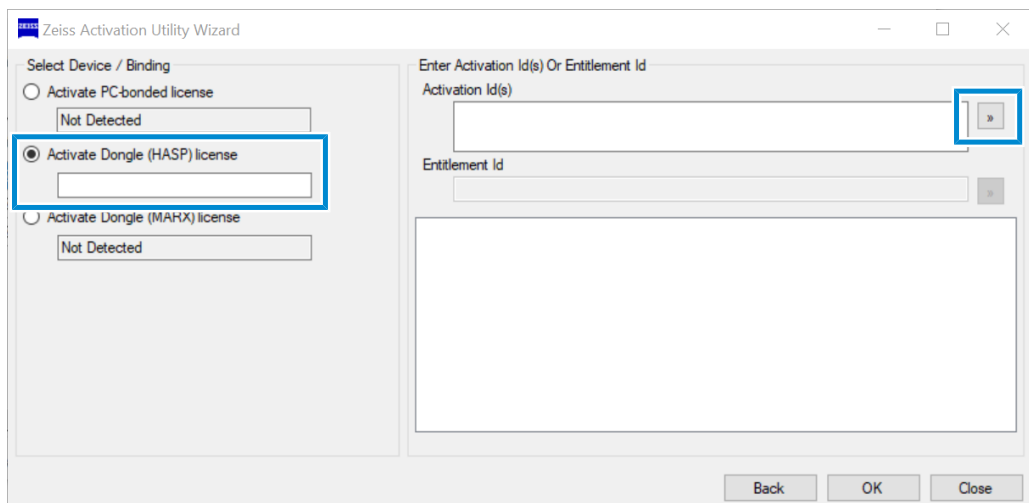 ZEISS
Zeiss Activation Utility Wizard
Select Device / Binding
Activate PC-bonded license
Not Detected
Activate Dongle (HASP) license
Activate Dongle (MARX) license
Not Detected
Enter Activation Id(s) Or Entitlement Id
Activation Id(s)
»
Entitlement Id
»
Back OK Close